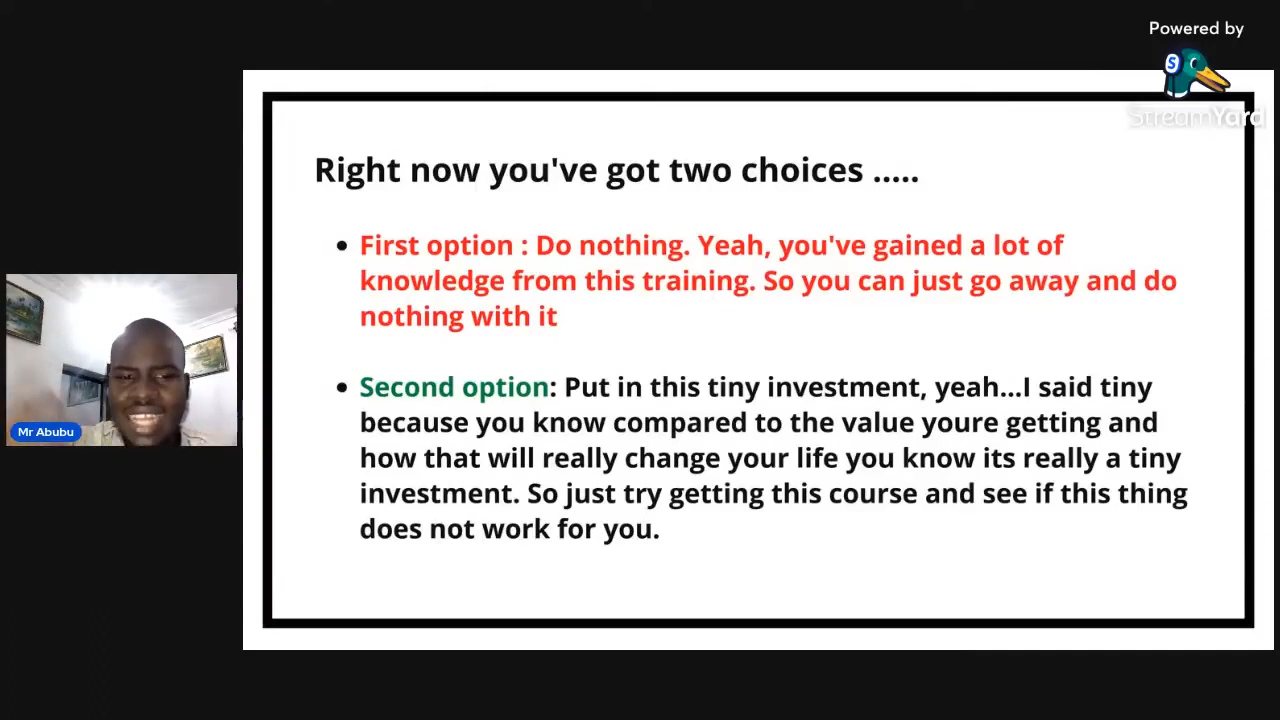 Powered by
S
StreamYard
Right now you've got two choices .....
First option : Do nothing. Yeah, you've gained a lot of
knowledge from this training. So you can just go away and do
nothing with it
Second option: Put in this tiny investment, yeah...I said tiny
because you know compared to the value youre getting and
how that will really change your life you know its really a tiny
investment. So just try getting this course and see if this thing
does not work for you.
Mr Abubu